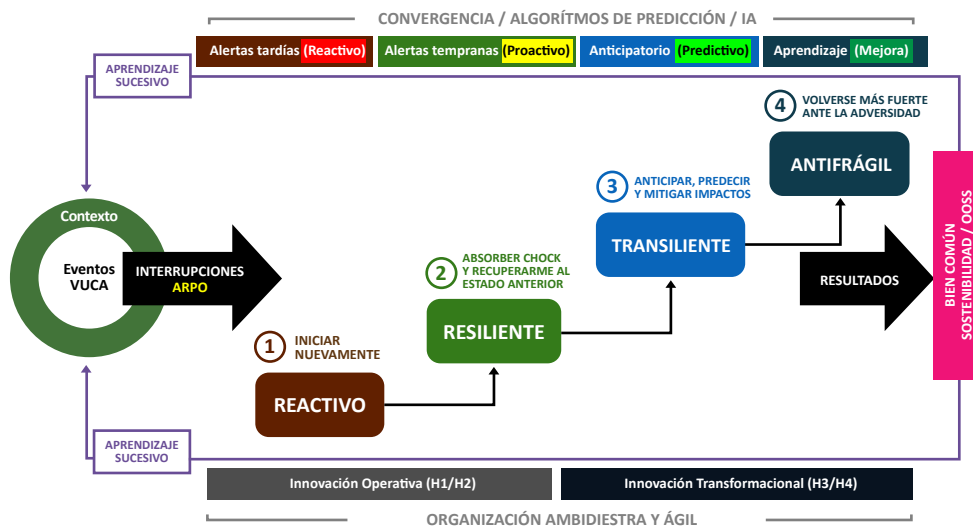 CONVERGENCIA / ALGORÍTMOS DE PREDICCIÓN / IA
Alertas tardías (Reactivo)
Alertas tempranas (Proactivo)
Anticipatorio (Predictivo)
Aprendizaje (Mejora)
APRENDIZAJE
SUCESIVO
4
VOLVERSE MÁS FUERTE
ANTE LA ADVERSIDAD
ANTIFRÁGIL
3
ANTICIPAR, PREDECIR
Y MITIGAR IMPACTOS
TRANSILIENTE
Contexto
Eventos
VUCA
INTERRUPCIONES
ARPO
2
ABSORBER CHOCK
Y RECUPERARME AL
ESTADO ANTERIOR
RESILIENTE
RESULTADOS
BIEN COMÚN
SOSTENIBILIDAD / OOSS
1
INICIAR
NUEVAMENTE
REACTIVO
APRENDIZAJE
SUCESIVO
Innovación Operativa (H1/H2)
Innovación Transformacional (H3/H4)
ORGANIZACIÓN AMBIDIESTRA Y ÁGIL